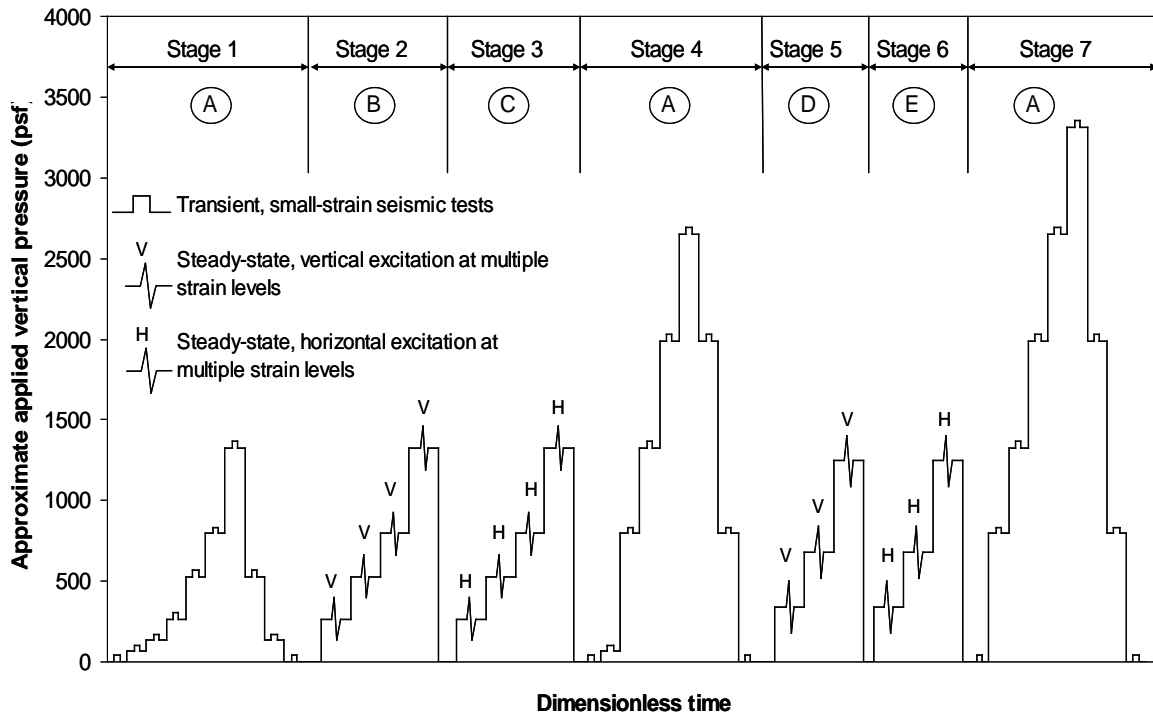 4000
3500
3000
2500
2000
1500
1000
500
0
Approximate applied vertical pressure (psf)
Stage 1
Stage 2
Stage 3
Stage 4
Stage 5
Stage 6
Stage 7
A
B
C
A
D
E
A
Transient, small-strain seismic tests
V
Steady-state, vertical excitation at multiple
strain levels
H
Steady-state, horizontal excitation at
multiple strain levels
V
V
V
V
H
H
H
H
V
V
V
H
H
H
Dimensionless time